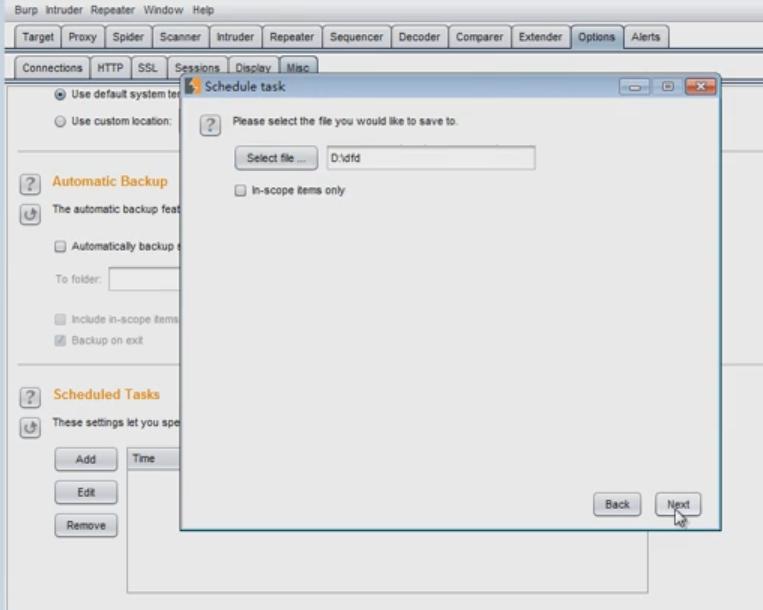 Burp Intruder Repeater Window Help
Target Proxy Spider Scanner Intruder Repeater Sequencer Decoder Comparer Extender Options Alerts
Connections HTTP SSL Sessions Display Misc
Schedule task
Use default system te
Use custom location:
Please select the file you would like to save to.
Select file ... D:\dfd
In-scope items only
Automatic Backup
The automatic backup feat
Automatically backup s
To folder:
Include in-scope items
Backup on exit
Scheduled Tasks
These settings let you spe
Add Time
Edit
Remove
Back Next